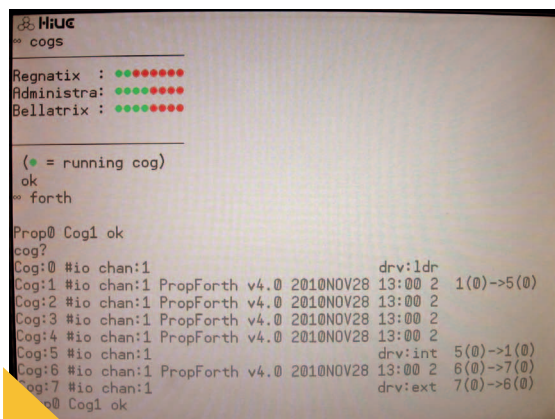 Hiue
∞ cogs
Regnatix : ●●●●●●●●
Administra: ●●●●●●●●
Bellatrix : ●●●●●●●●
(● = running cog)
ok
∞ forth
Prop0 Cog1 ok
cog?
Cog:0 #io chan:1 drv:ldr
Cog:1 #io chan:1 PropForth v4.0 2010NOV28 13:00 2 1(0)->5(0)
Cog:2 #io chan:1 PropForth v4.0 2010NOV28 13:00 2
Cog:3 #io chan:1 PropForth v4.0 2010NOV28 13:00 2
Cog:4 #io chan:1 PropForth v4.0 2010NOV28 13:00 2
Cog:5 #io chan:1 drv:int 5(0)->1(0)
Cog:6 #io chan:1 PropForth v4.0 2010NOV28 13:00 2 6(0)->7(0)
Cog:7 #io chan:1 drv:ext 7(0)->6(0)
Cog1 ok